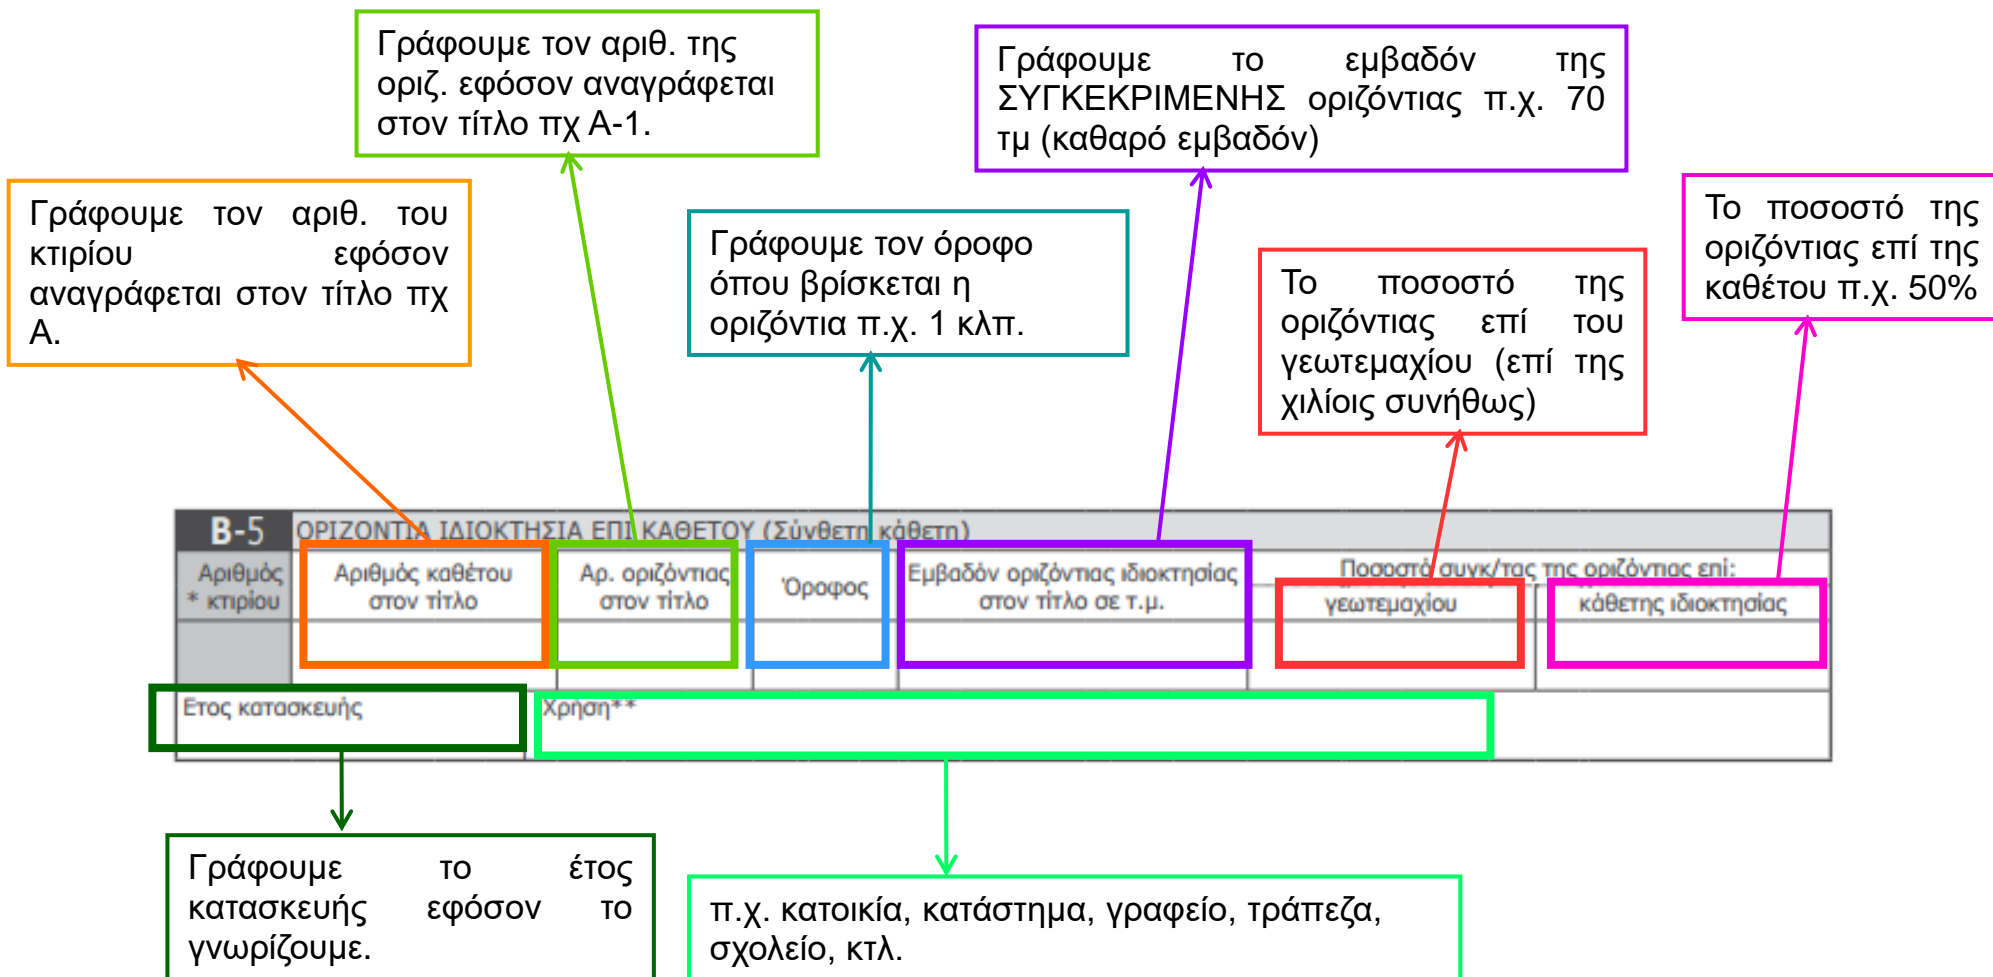 Γράφουμε τον αριθ. της
οριζ. εφόσον αναγράφεται
στον τίτλο πχ Α-1.
Γράφουμε το εμβαδόν της
ΣΥΓΚΕΚΡΙΜΕΝΗΣ οριζόντιας π.χ. 70
τμ (καθαρό εμβαδόν)
Γράφουμε τον αριθ. του
κτιρίου εφόσον
αναγράφεται στον τίτλο πχ
Α.
Γράφουμε τον όροφο
όπου βρίσκεται η
οριζόντια π.χ. 1 κλπ.
Το ποσοστό της
οριζόντιας επί του
γεωτεμαχίου (επί της
χιλίοις συνήθως)
Το ποσοστό της
οριζόντιας επί της
καθέτου π.χ. 50%
Β-5 ΟΡΙΖΟΝΤΙΑ ΙΔΙΟΚΤΗΣΙΑ ΕΠΙ ΚΑΘΕΤΟΥ (Σύνθετη κάθετη)
Αριθμός
* κτιρίου
Αριθμός καθέτου
στον τίτλο
Αρ. οριζόντιας
στον τίτλο
Όροφος
Εμβαδόν οριζόντιας ιδιοκτησίας
στον τίτλο σε τ.μ.
Ποσοστό συγκ/τας της οριζόντιας επί:
γεωτεμαχίου
κάθετης ιδιοκτησίας
Ετος κατασκευής
Χρήση**
Γράφουμε το έτος
κατασκευής εφόσον το
γνωρίζουμε.
π.χ. κατοικία, κατάστημα, γραφείο, τράπεζα,
σχολείο, κτλ.